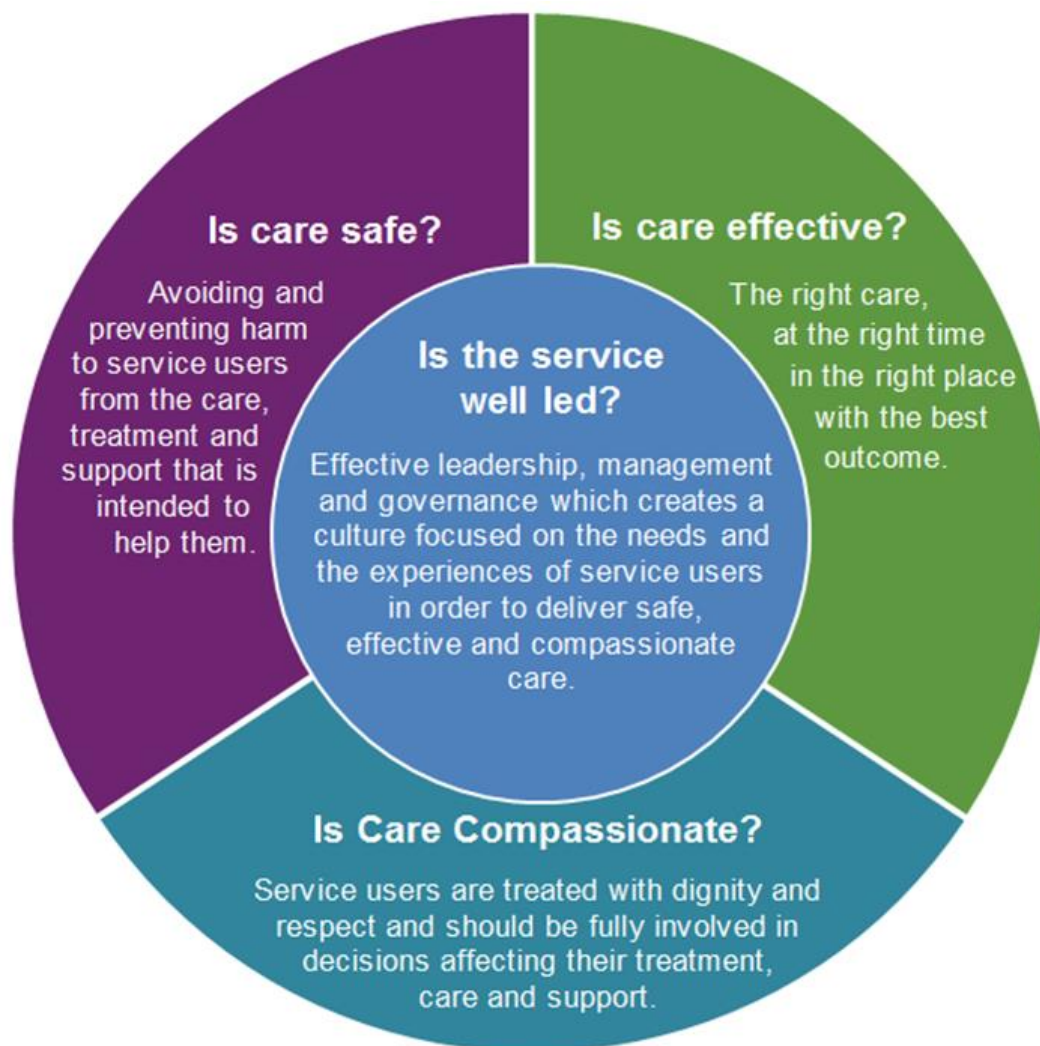 Is care safe?
Avoiding and
preventing harm
to service users
from the care,
treatment and
support that is
intended to
help them.
Is care effective?
The right care,
at the right time
in the right place
with the best
outcome.
Is the service
well led?
Effective leadership, management
and governance which creates a
culture focused on the needs and
the experiences of service users
in order to deliver safe,
effective and compassionate
care.
Is Care Compassionate?
Service users are treated with dignity and
respect and should be fully involved in
decisions affecting their treatment,
care and support.